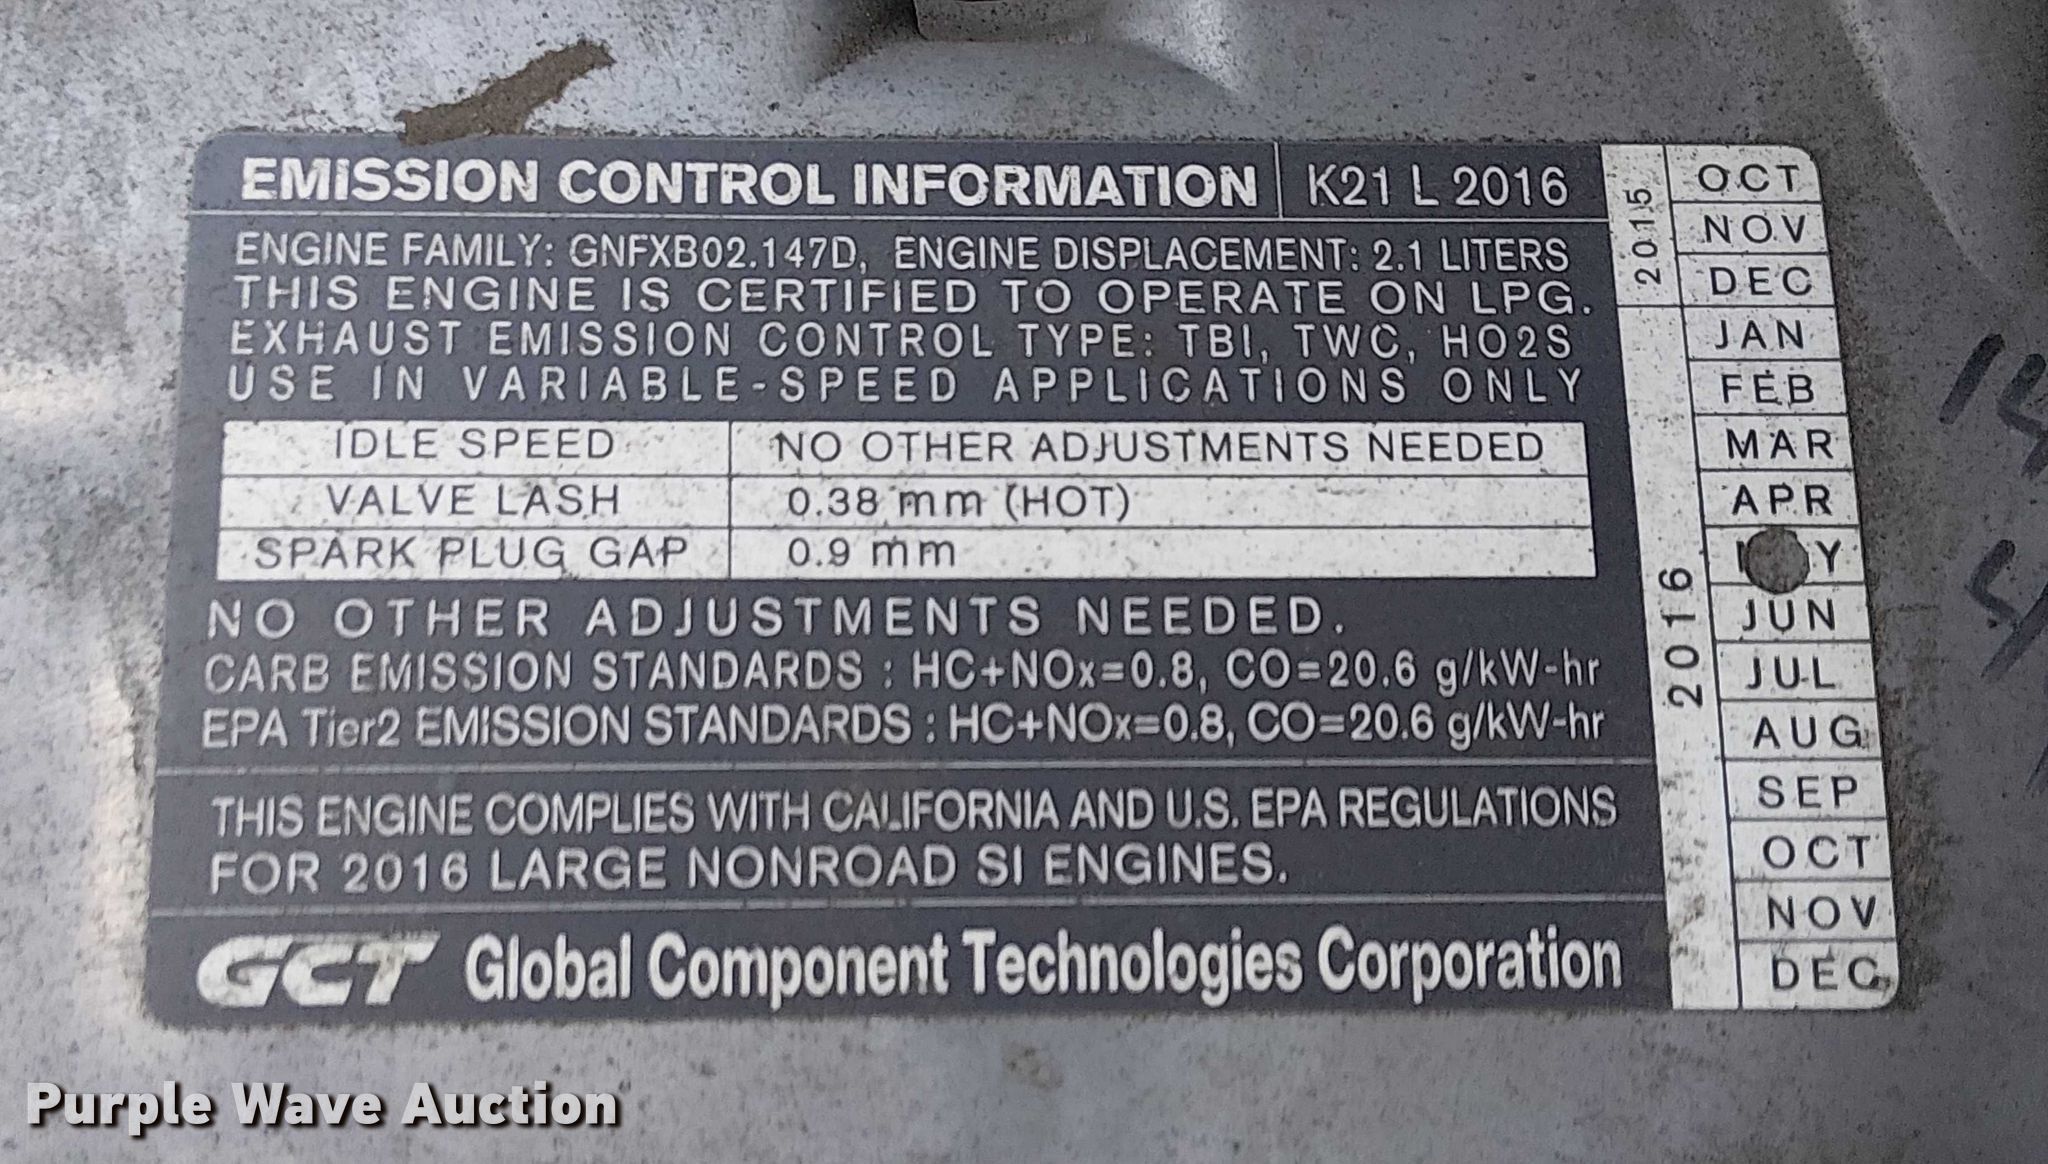 EMISSION CONTROL INFORMATION K21 L 2016
ENGINE FAMILY: GNFXB02.147D, ENGINE DISPLACEMENT: 2.1 LITERS
THIS ENGINE IS CERTIFIED TO OPERATE ON LPG.
EXHAUST EMISSION CONTROL TYPE: TBI, TWC, HO2S
USE IN VARIABLE-SPEED APPLICATIONS ONLY
IDLE SPEED NO OTHER ADJUSTMENTS NEEDED
VALVE LASH 0.38 mm (HOT)
SPARK PLUG GAP 0.9 mm
NO OTHER ADJUSTMENTS NEEDED.
CARB EMISSION STANDARDS : HC+NOx=0.8, CO=20.6 g/kW-hr
EPA Tier2 EMISSION STANDARDS : HC+NOx=0.8, CO=20.6 g/kW-hr
THIS ENGINE COMPLIES WITH CALIFORNIA AND U.S. EPA REGULATIONS
FOR 2016 LARGE NONROAD SI ENGINES.
GCT Global Component Technologies Corporation
2015
OCT
NOV
DEC
2016
JAN
FEB
MAR
APR
JUN
JUL
AUG
SEP
OCT
NOV
DEC
Purple Wave Auction